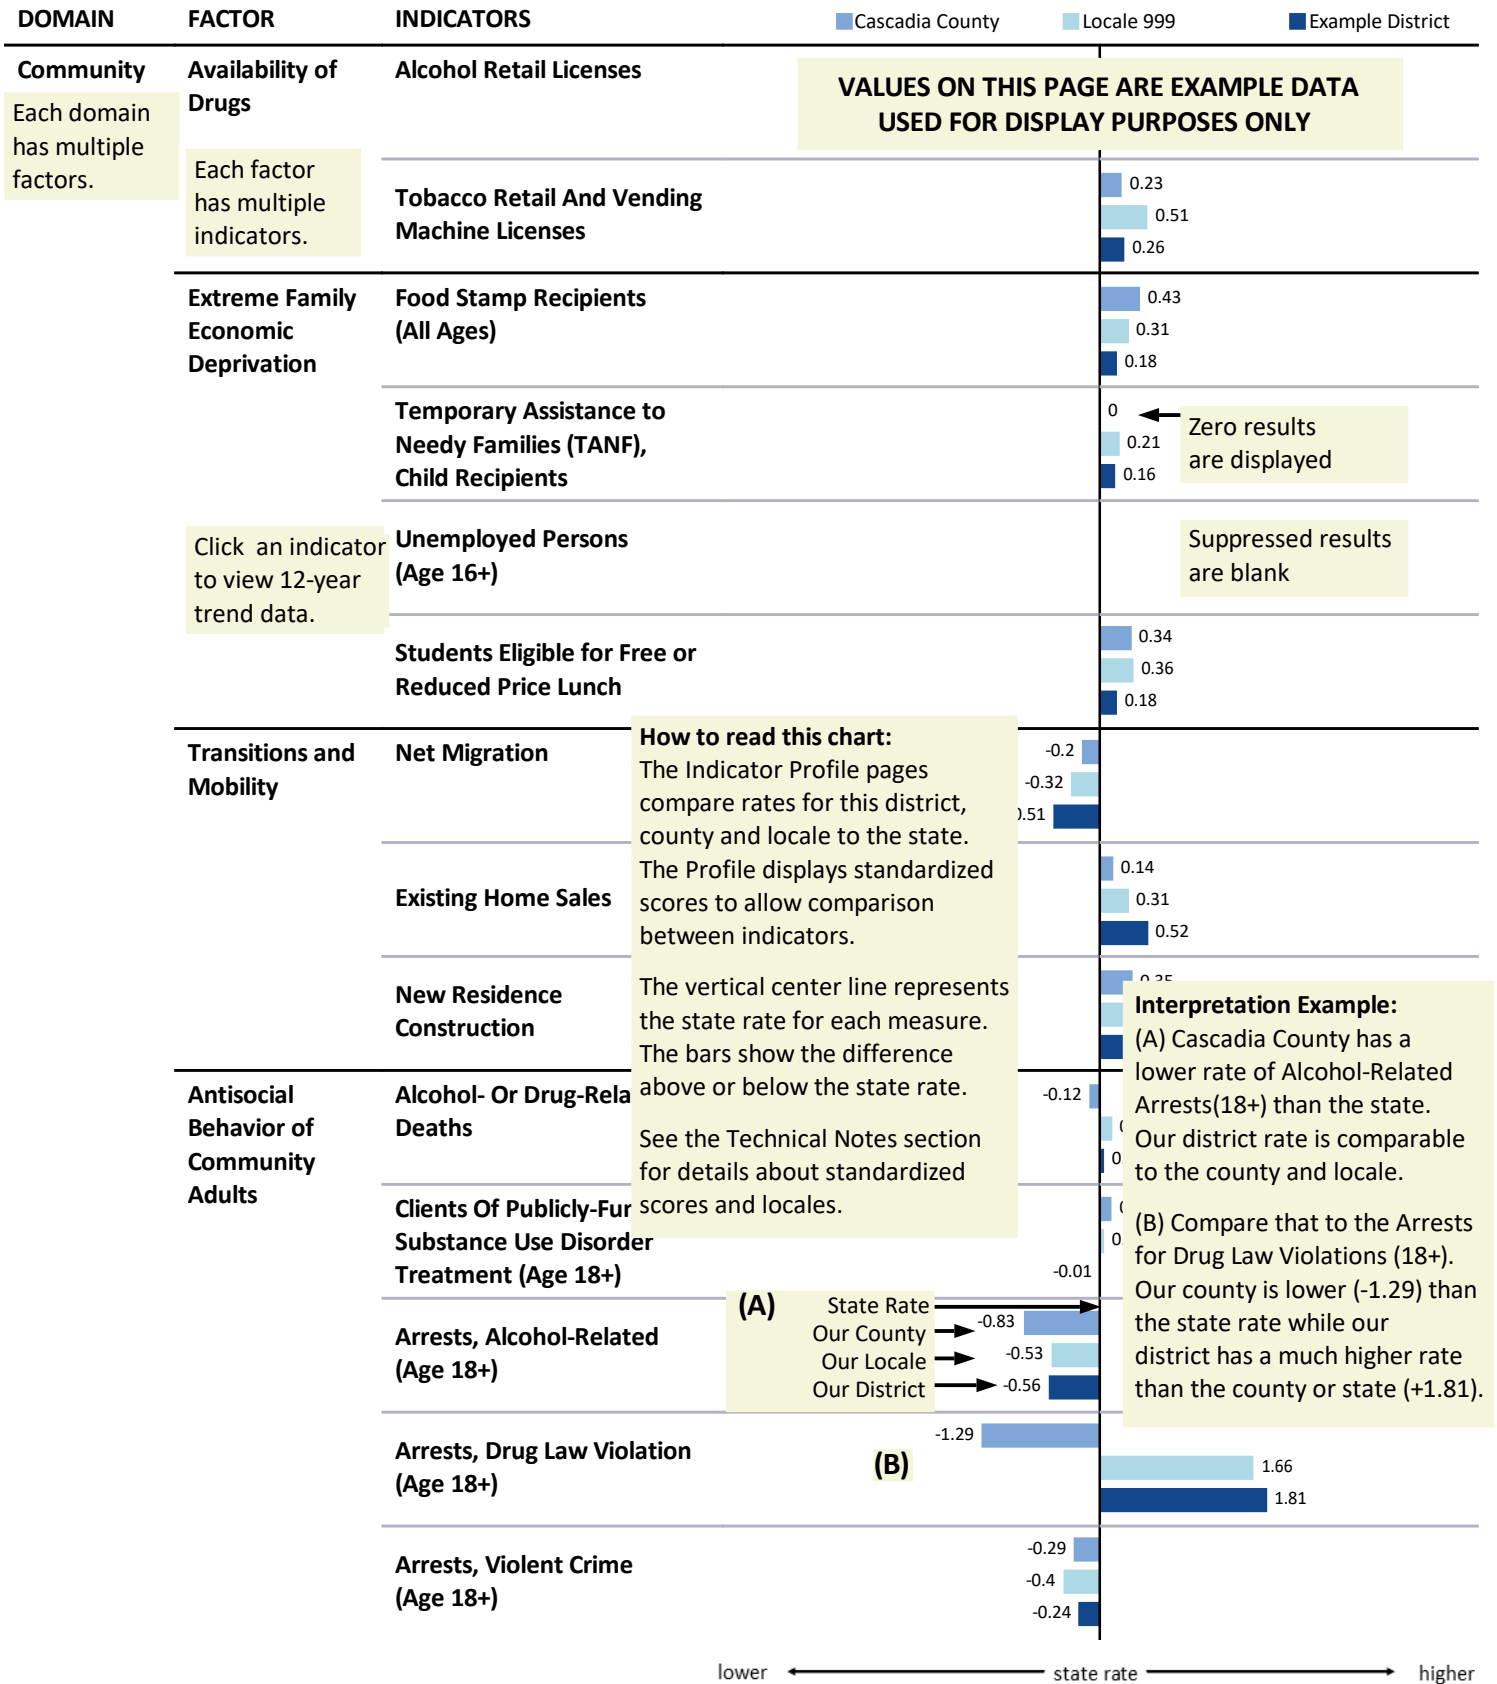 DOMAIN FACTOR INDICATORS Cascadia County Locale 999 Example District
Community
Each domain
has multiple
factors.
Availability of
Drugs
Each factor
has multiple
indicators.
Alcohol Retail Licenses
VALUES ON THIS PAGE ARE EXAMPLE DATA
USED FOR DISPLAY PURPOSES ONLY
Tobacco Retail And Vending
Machine Licenses
0.23
0.51
0.26
Extreme Family
Economic
Deprivation
Food Stamp Recipients
(All Ages)
0.43
0.31
0.18
Temporary Assistance to
Needy Families (TANF),
Child Recipients
0
0.21
0.16
Zero results
are displayed
Click an indicator
to view 12-year
trend data.
Unemployed Persons
(Age 16+)
Suppressed results
are blank
Students Eligible for Free or
Reduced Price Lunch
0.34
0.36
0.18
Transitions and
Mobility
Net Migration
-0.2
-0.32
.51
How to read this chart:
The Indicator Profile pages
compare rates for this district,
county and locale to the state.
The Profile displays standardized
scores to allow comparison
between indicators.
The vertical center line represents
the state rate for each measure.
The bars show the difference
above or below the state rate.
See the Technical Notes section
for details about standardized
scores and locales.
Existing Home Sales
0.14
0.31
0.52
New Residence
Construction
Interpretation Example:
(A) Cascadia County has a
lower rate of Alcohol-Related
Arrests(18+) than the state.
Our district rate is comparable
to the county and locale.
(B) Compare that to the Arrests
for Drug Law Violations (18+).
Our county is lower (-1.29) than
the state rate while our
district has a much higher rate
than the county or state (+1.81).
Antisocial
Behavior of
Community
Adults
Alcohol- Or Drug-Rela
Deaths
-0.12
Clients Of Publicly-Fur
Substance Use Disorder
Treatment (Age 18+)
-0.01
Arrests, Alcohol-Related
(Age 18+)
(A) State Rate
Our County
Our Locale
Our District
-0.83
-0.53
-0.56
Arrests, Drug Law Violation
(Age 18+)
(B)
-1.29
1.66
1.81
Arrests, Violent Crime
(Age 18+)
-0.29
-0.4
-0.24
lower state rate higher